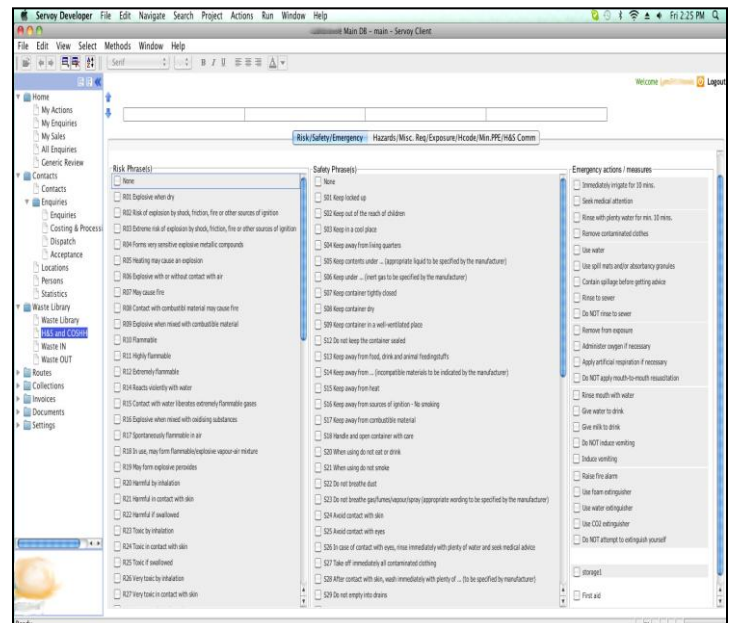 Servoy Developer File Edit Navigate Search Project Actions Run Window Help Fri 2:25 PM
Main DB - main - Servoy Client
File Edit View Select Methods Window Help
Serif B I U A
Welcome Logout
Home
My Actions
My Enquiries
My Sales
All Enquiries
Generic Review
Contacts
Contacts
Enquiries
Enquiries
Costing & Processi
Dispatch
Acceptance
Locations
Persons
Statistics
Waste Library
Waste Library
H&S and COSHH
Waste IN
Waste OUT
Routes
Collections
Invoices
Documents
Settings
Risk/Safety/Emergency Hazards/Misc. Req/Exposure/Hcode/Min.PPE/H&S Comm
Risk Phrase(s)
None
R01 Explosive when dry
R02 Risk of explosion by shock, friction, fire or other sources of ignition
R03 Extreme risk of explosion by shock, friction, fire or other sources of ignition
R04 Forms very sensitive explosive metallic compounds
R05 Heating may cause an explosion
R06 Explosive with or without contact with air
R07 May cause fire
R08 Contact with combustibl material may cause fire
R09 Explosive when mixed with combustible material
R10 Flammable
R11 Highly flammable
R12 Extremely flammable
R14 Reacts violently with water
R15 Contact with water liberates extremely flammable gases
R16 Explosive when mixed with oxidising substances
R17 Spontaneously flammable in air
R18 In use, may form flammable/explosive vapour-air mixture
R19 May form explosive peroxides
R20 Harmful by inhalation
R21 Harmful in contact with skin
R22 Harmful if swallowed
R23 Toxic by inhalation
R24 Toxic in contact with skin
R25 Toxic if swallowed
R26 Very toxic by inhalation
R27 Very toxic in contact with skin
Safety Phrase(s)
None
S01 Keep locked up
S02 Keep out of the reach of children
S03 Keep in a cool place
S04 Keep away from living quarters
S05 Keep contents under ... (appropriate liquid to be specified by the manufacturer)
S06 Keep under ... (inert gas to be specified by the manufacturer)
S07 Keep container tightly closed
S08 Keep container dry
S09 Keep container in a well-ventilated place
S12 Do not keep the container sealed
S13 Keep away from food, drink and animal feedingstuffs
S14 Keep away from ... (incompatible materials to be indicated by the manufacturer)
S15 Keep away from heat
S16 Keep away from sources of ignition - No smoking
S17 Keep away from combustible material
S18 Handle and open container with care
S20 When using do not eat or drink
S21 When using do not smoke
S22 Do not breathe dust
S23 Do not breathe gas/fumes/vapour/spray (appropriate wording to be specified by the manufacturer)
S24 Avoid contact with skin
S25 Avoid contact with eyes
S26 In case of contact with eyes, rinse immediately with plenty of water and seek medical advice
S27 Take off immediately all contaminated clothing
S28 After contact with skin, wash immediately with plenty of ... (to be specified by manufacturer)
S29 Do not empty into drains
Emergency actions / measures
Immediately irrigate for 10 mins.
Seek medical attention
Rinse with plenty water for min. 10 mins.
Remove contaminated clothes
Use water
Use spill mats and/or absorbancy granules
Contain spillage before getting advice
Rinse to sewer
Do NOT rinse to sewer
Remove from exposure
Administer oxygen if necessary
Apply artificial respiration if necessary
Do NOT apply mouth-to-mouth resuscitation
Rinse mouth with water
Give water to drink
Give milk to drink
Do NOT induce vomiting
Induce vomiting
Raise fire alarm
Use foam extinguisher
Use water extinguisher
Use CO2 extinguisher
Do NOT attempt to extinguish yourself
storage1
First aid